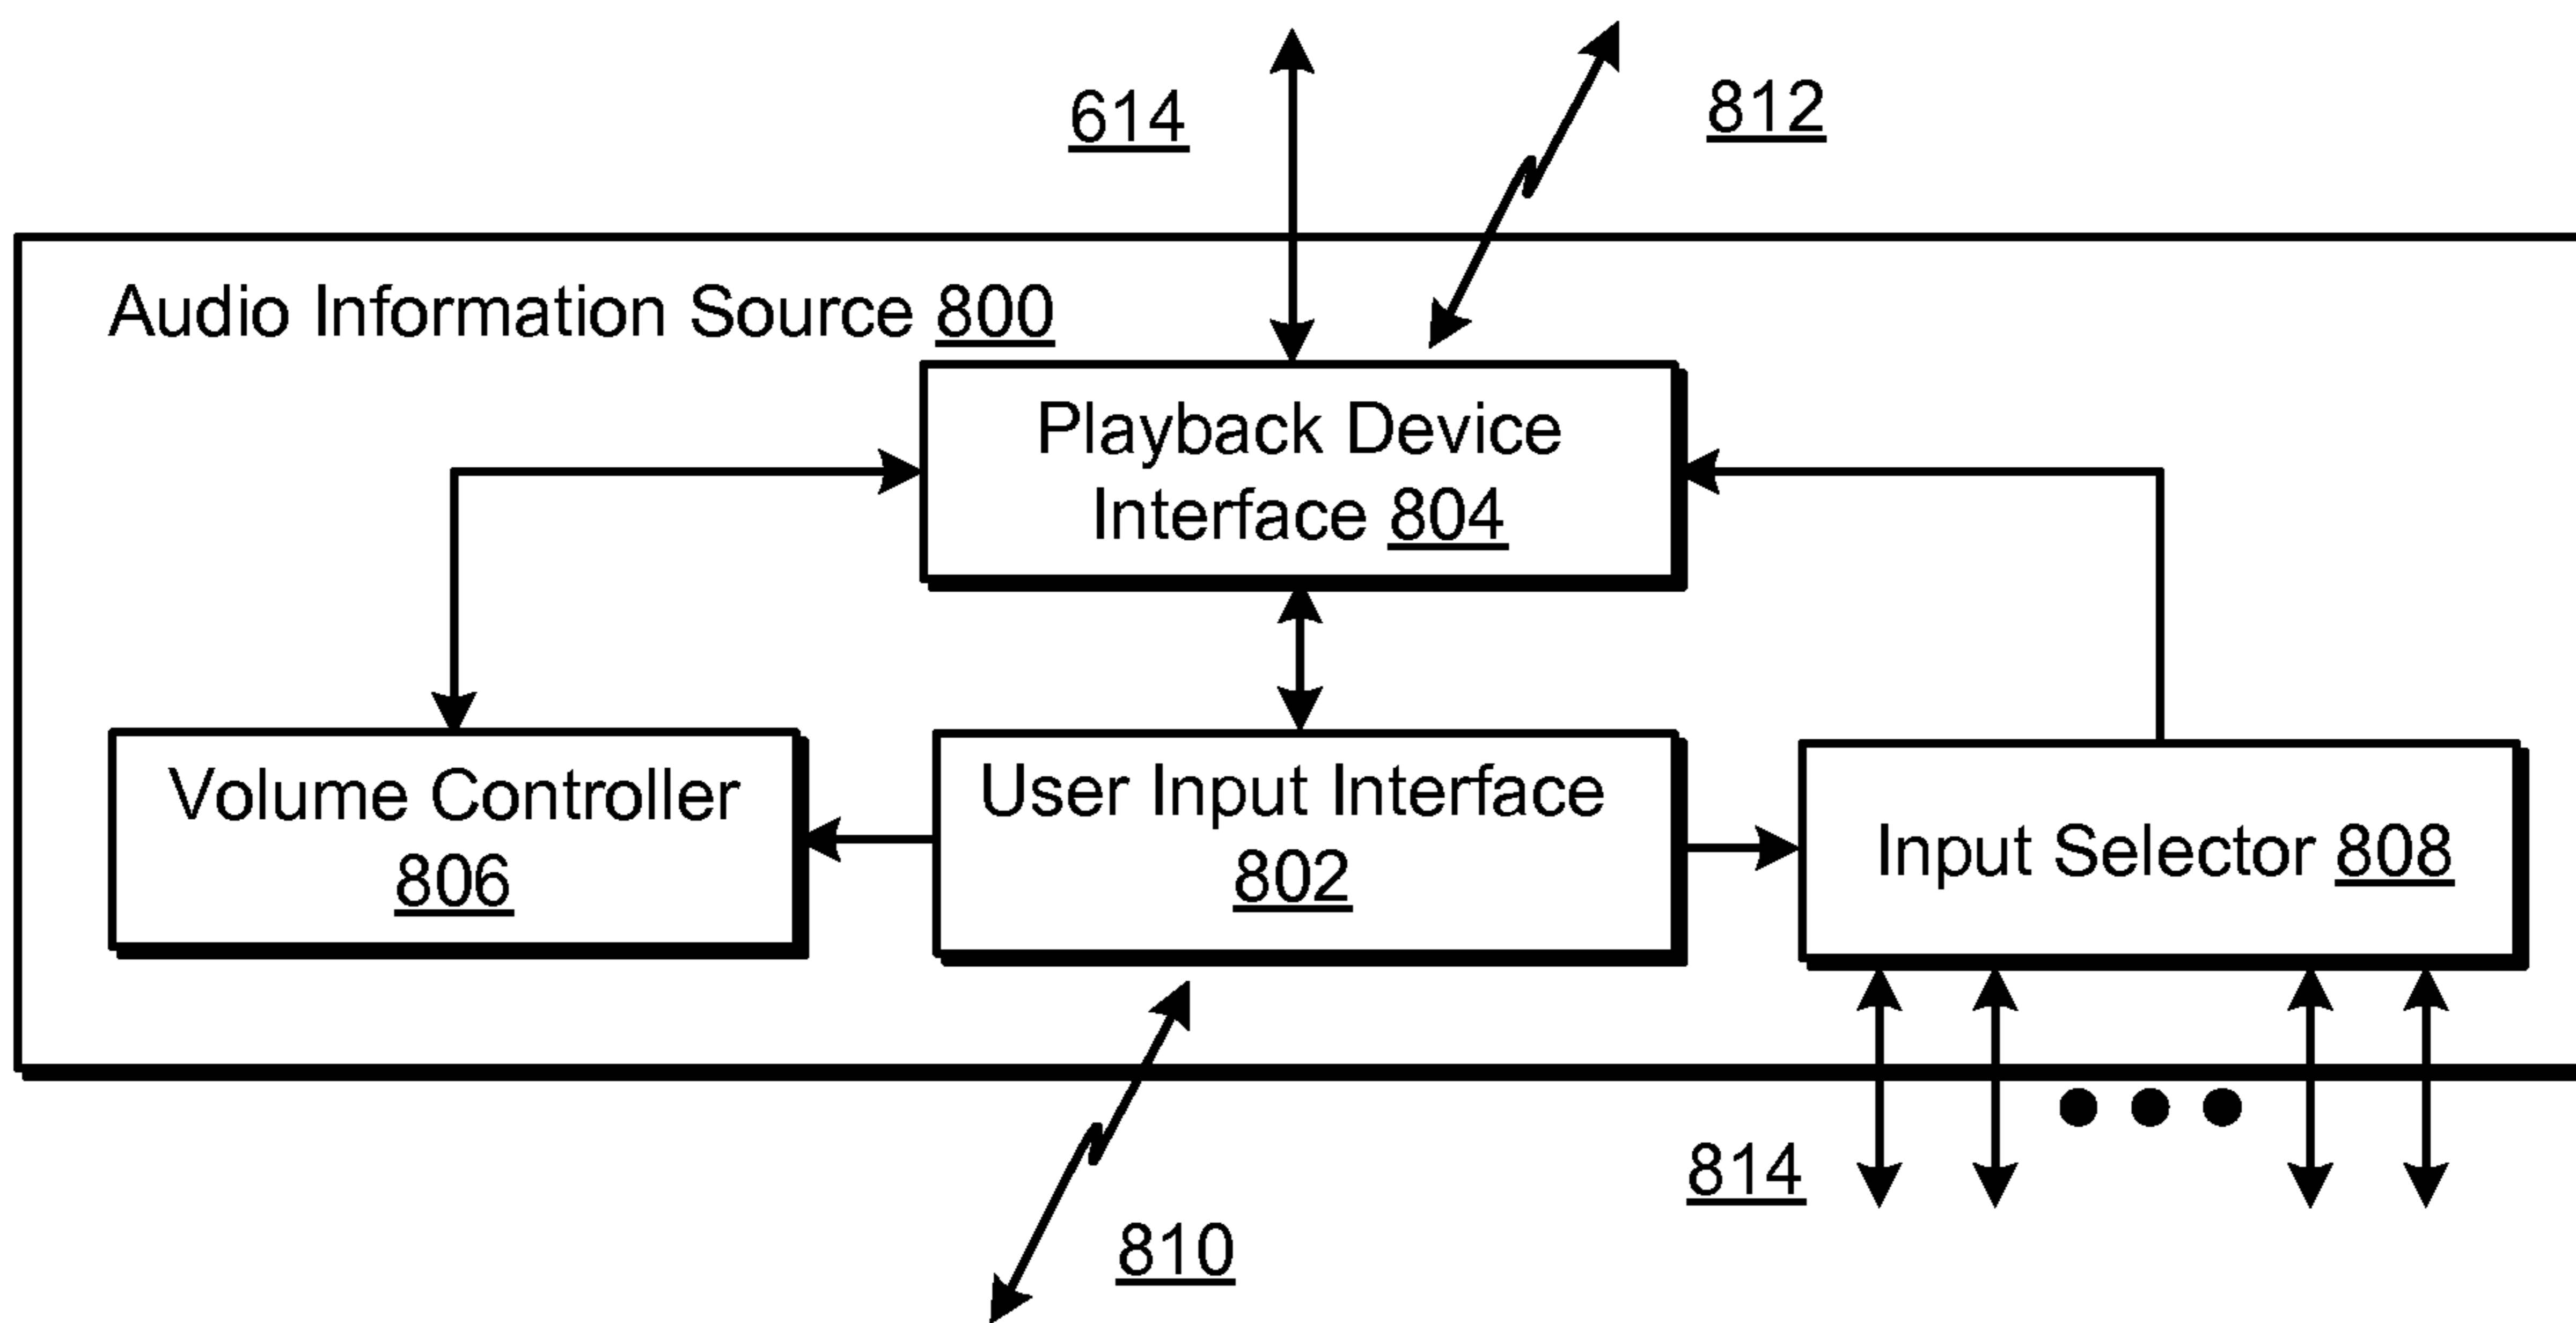 614
812
Audio Information Source 800
Playback Device
Interface 804
Volume Controller
806
User Input Interface
802
Input Selector 808
814
810